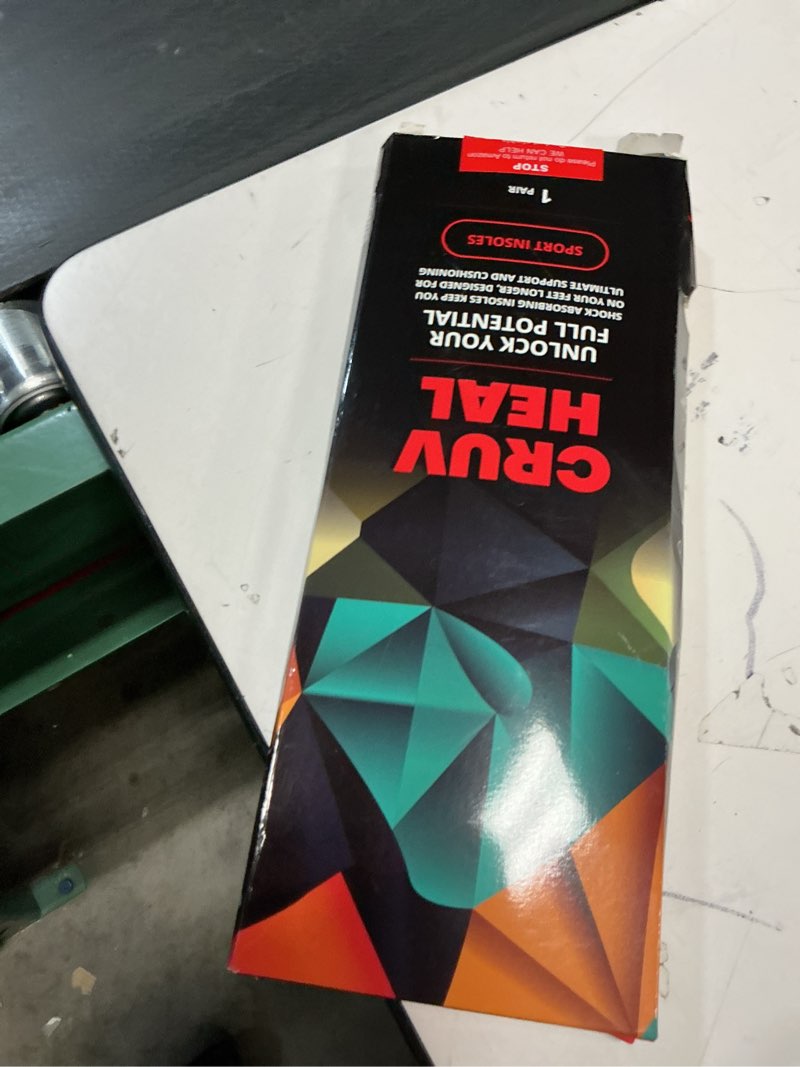 CRUV
HEAL
UNLOCK YOUR
FULL POTENTIAL
SHOCK ABSORBING INSOLES KEEP YOU
ON YOUR FEET LONGER, DESIGNED FOR
ULTIMATE SUPPORT AND CUSHIONING
SPORT INSOLES
1 PAIR
STOP
WE CAN HELP
Please do not return to Amazon